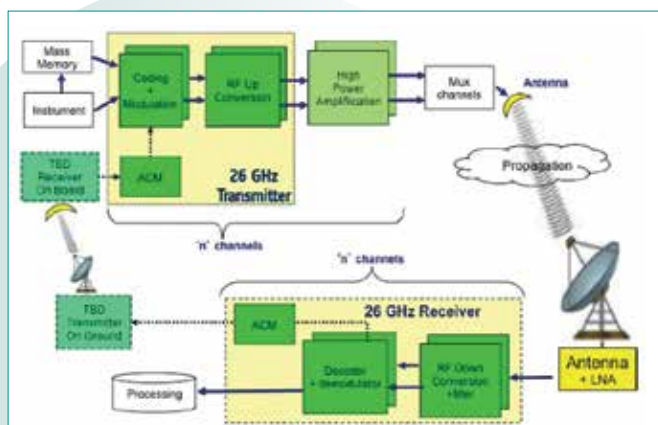 Mass
Memory
Instrument
Coding
+
Modulation
RF Up
Conversion
High
Power
Amplification
Mux
channels
Antenna
TBD
Receiver
On Board
ACM
26 GHz
Transmitter
Propagation
'n' channels
'n' channels
TBD
Transmitter
On Ground
ACM
26 GHz Receiver
Decoder
+ demodulator
RF Down
Conversion
+filter
Antenna
+ LNA
Processing